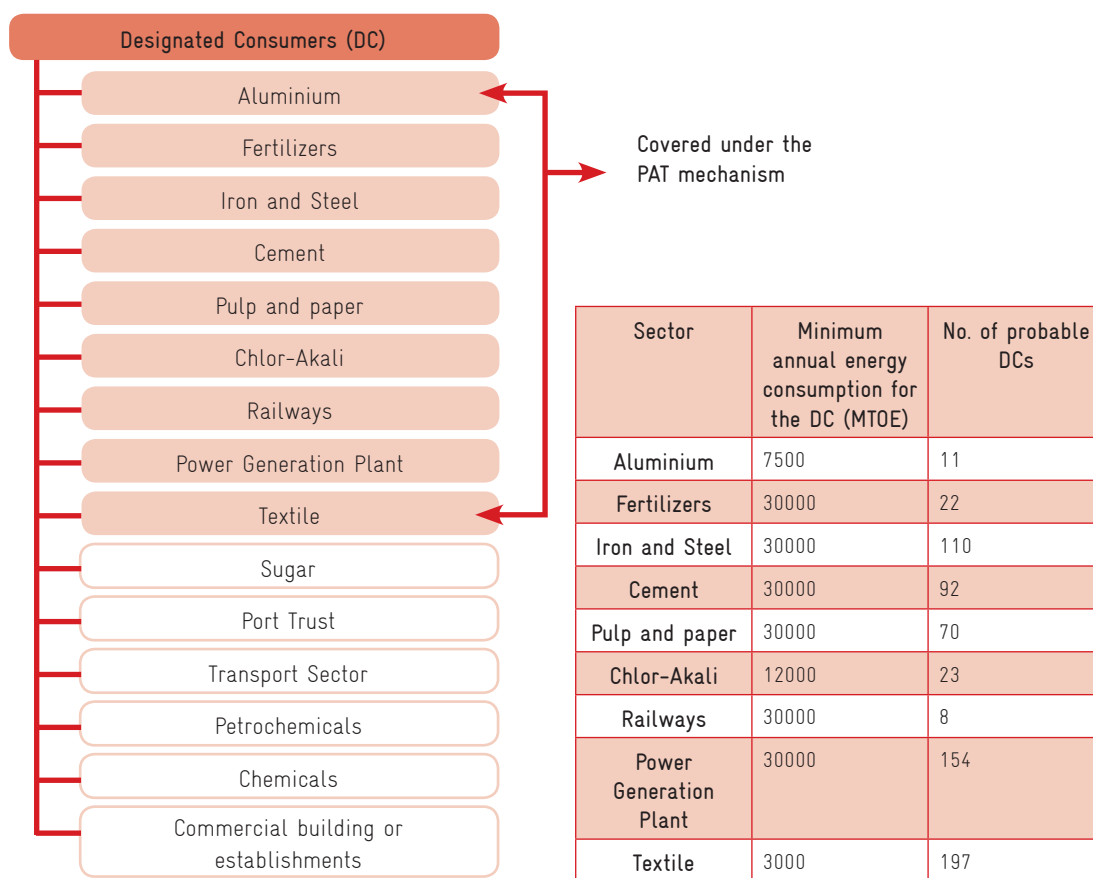 Designated Consumers (DC)
Aluminium
Fertilizers
Iron and Steel
Cement
Pulp and paper
Chlor-Akali
Railways
Power Generation Plant
Textile
Sugar
Port Trust
Transport Sector
Petrochemicals
Chemicals
Commercial building or
establishments
Covered under the
PAT mechanism
Sector
Minimum
annual energy
consumption for
the DC (MTOE)
No. of probable
DCs
Aluminium 7500 11
Fertilizers 30000 22
Iron and Steel 30000 110
Cement 30000 92
Pulp and paper 30000 70
Chlor-Akali 12000 23
Railways 30000 8
Power 30000 154
Generation
Plant
Textile 3000 197